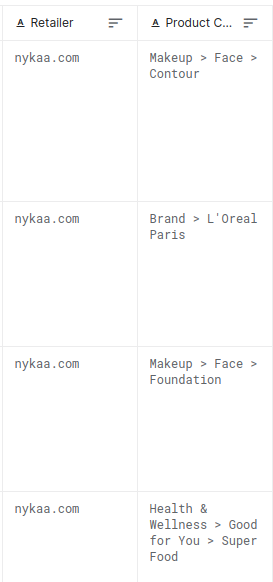 Retailer Product C...
nykaa.com Makeup > Face >
Contour
nykaa.com Brand > L'Oreal
Paris
nykaa.com Makeup > Face >
Foundation
nykaa.com Health &
Wellness > Good
for You > Super
Food